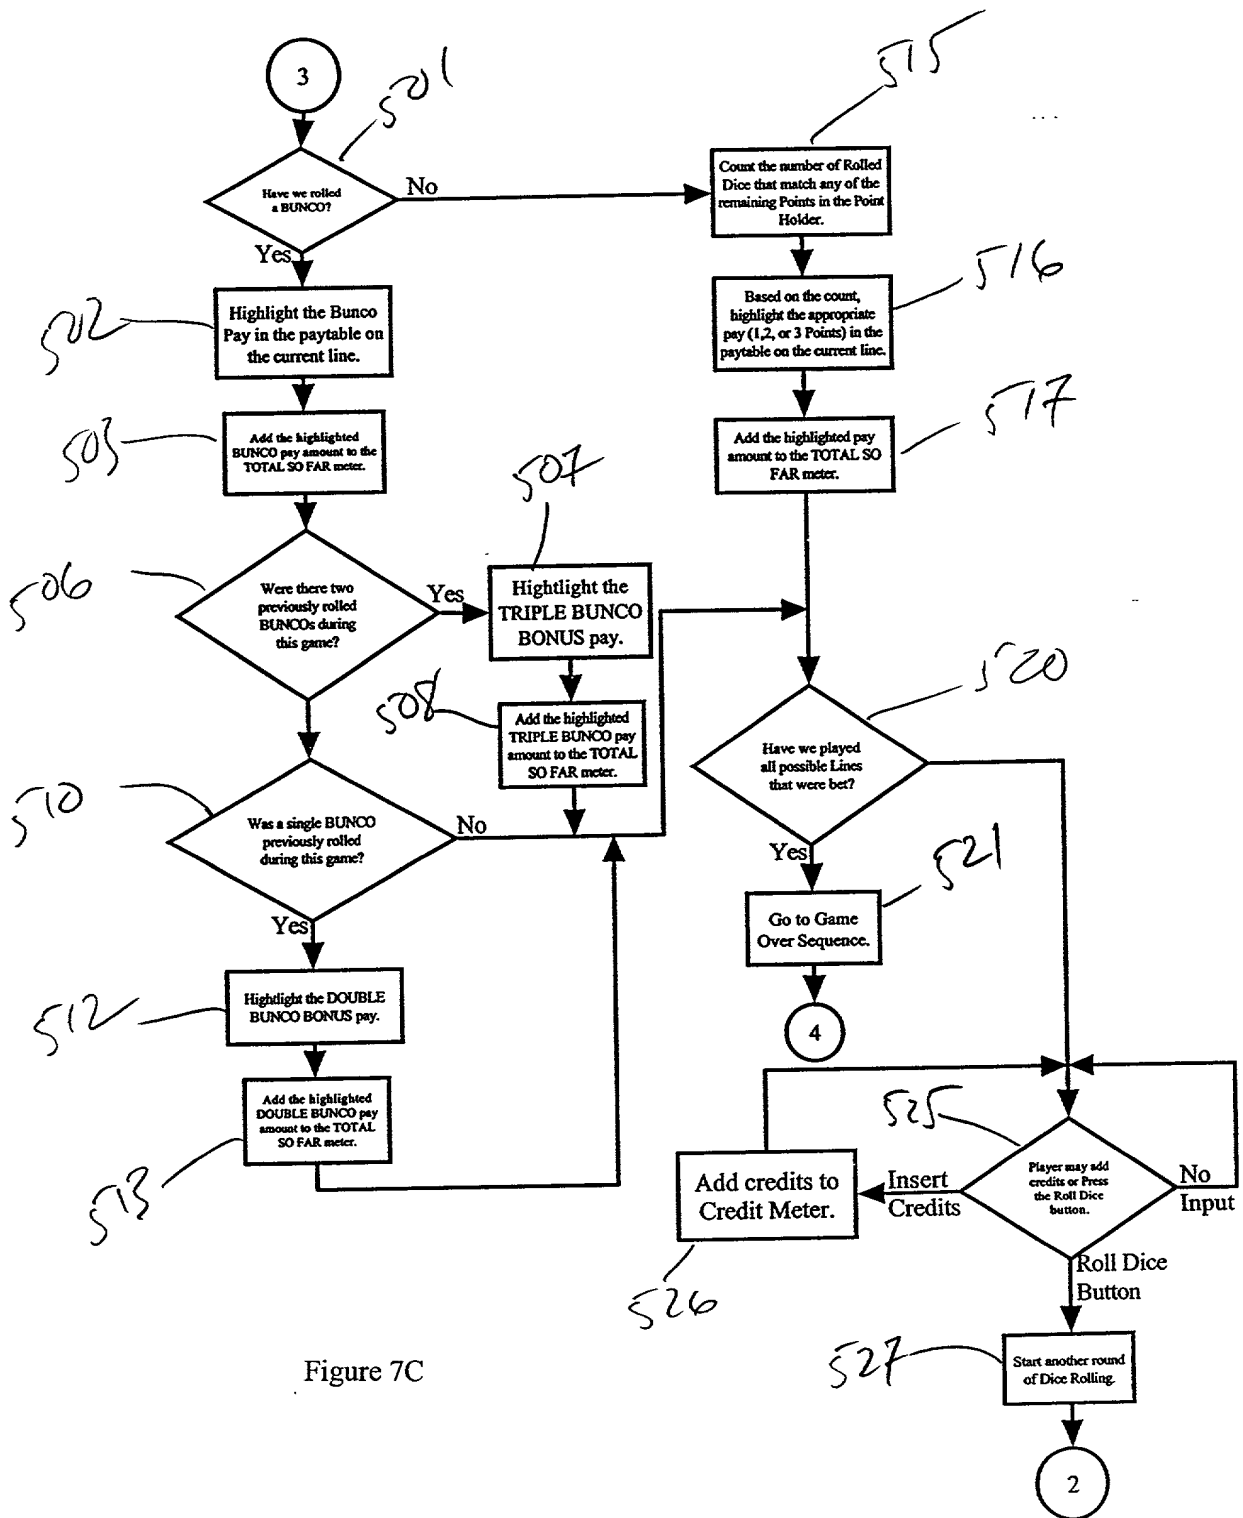 3
501
Have we rolled
a BUNCO?
No
Yes
502
Highlight the Bunco
Pay in the paytable on
the current line.
503
Add the highlighted
BUNCO pay amount to the
TOTAL SO FAR meter.
506
Were there two
previously rolled
BUNCOs during
this game?
Yes
507
Hightlight the
TRIPLE BUNCO
BONUS pay.
508
Add the highlighted
TRIPLE BUNCO pay
amount to the TOTAL
SO FAR meter.
510
Was a single BUNCO
previously rolled
during this game?
No
Yes
512
Hightlight the DOUBLE
BUNCO BONUS pay.
513
Add the highlighted
DOUBLE BUNCO pay
amount to the TOTAL
SO FAR meter.
515
Count the number of Rolled
Dice that match any of the
remaining Points in the Point
Holder.
516
Based on the count,
highlight the appropriate
pay (1,2, or 3 Points) in the
paytable on the current line.
517
Add the highlighted pay
amount to the TOTAL SO
FAR meter.
520
Have we played
all possible Lines
that were bet?
Yes
521
Go to Game
Over Sequence.
4
525
Player may add
credits or Press
the Roll Dice
button.
No
Input
Insert
Credits
Add credits to
Credit Meter.
526
Roll Dice
Button
527
Start another round
of Dice Rolling.
2
Figure 7C